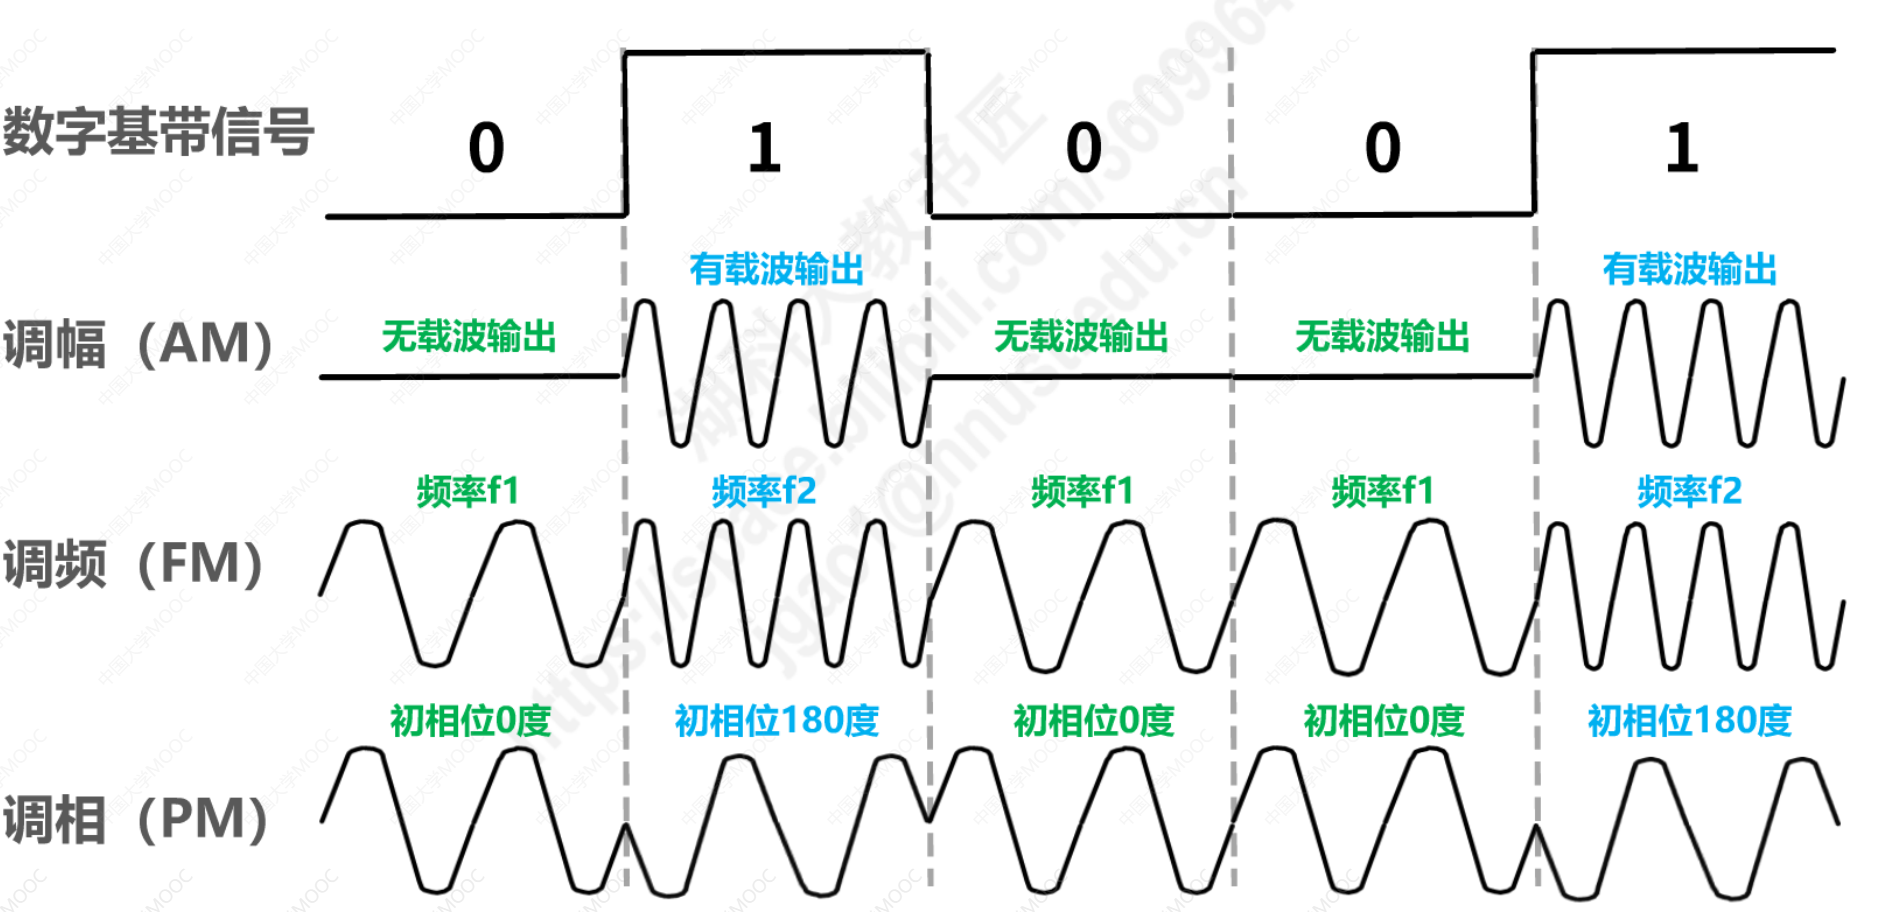 数字基带信号
0 1 0 0 1
有载波输出 有载波输出
调幅（AM） 无载波输出 无载波输出 无载波输出
频率f1 频率f2 频率f1 频率f1 频率f2
调频（FM）
初相位0度 初相位180度 初相位0度 初相位0度 初相位180度
调相（PM）
湖科大教书匠
https://space.bilibili.com/3609964
jgao1@hnust.edu.cn
中国大学MOOC